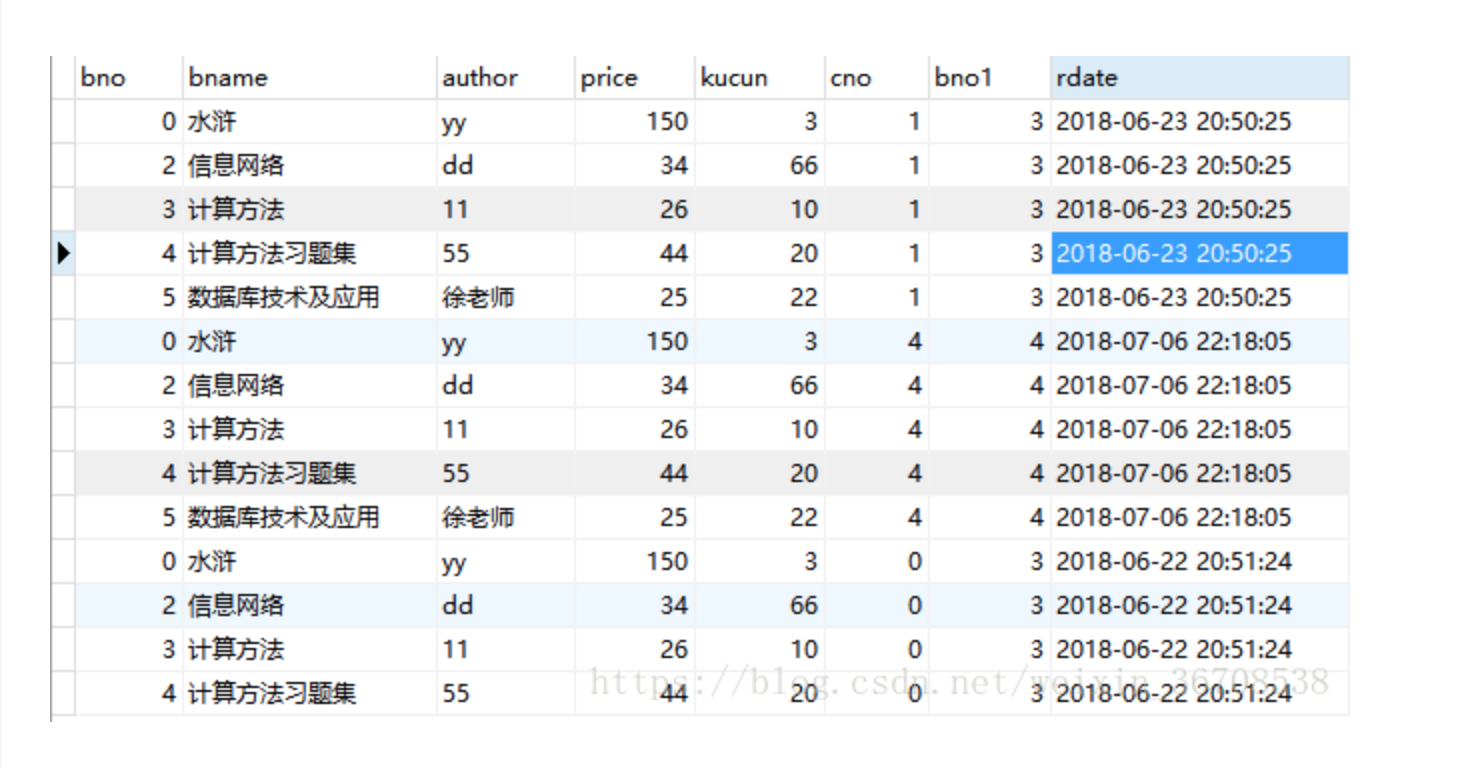 bno bname author price kucun cno bno1 rdate
0 水浒 yy 150 3 1 3 2018-06-23 20:50:25
2 信息网络 dd 34 66 1 3 2018-06-23 20:50:25
3 计算方法 11 26 10 1 3 2018-06-23 20:50:25
4 计算方法习题集 55 44 20 1 3 2018-06-23 20:50:25
5 数据库技术及应用 徐老师 25 22 1 3 2018-06-23 20:50:25
0 水浒 yy 150 3 4 4 2018-07-06 22:18:05
2 信息网络 dd 34 66 4 4 2018-07-06 22:18:05
3 计算方法 11 26 10 4 4 2018-07-06 22:18:05
4 计算方法习题集 55 44 20 4 4 2018-07-06 22:18:05
5 数据库技术及应用 徐老师 25 22 4 4 2018-07-06 22:18:05
0 水浒 yy 150 3 0 3 2018-06-22 20:51:24
2 信息网络 dd 34 66 0 3 2018-06-22 20:51:24
3 计算方法 11 26 10 0 3 2018-06-22 20:51:24
4 计算方法习题集 55 44 20 0 3 2018-06-22 20:51:24
https://blog.csdn.net/weixin_36708538